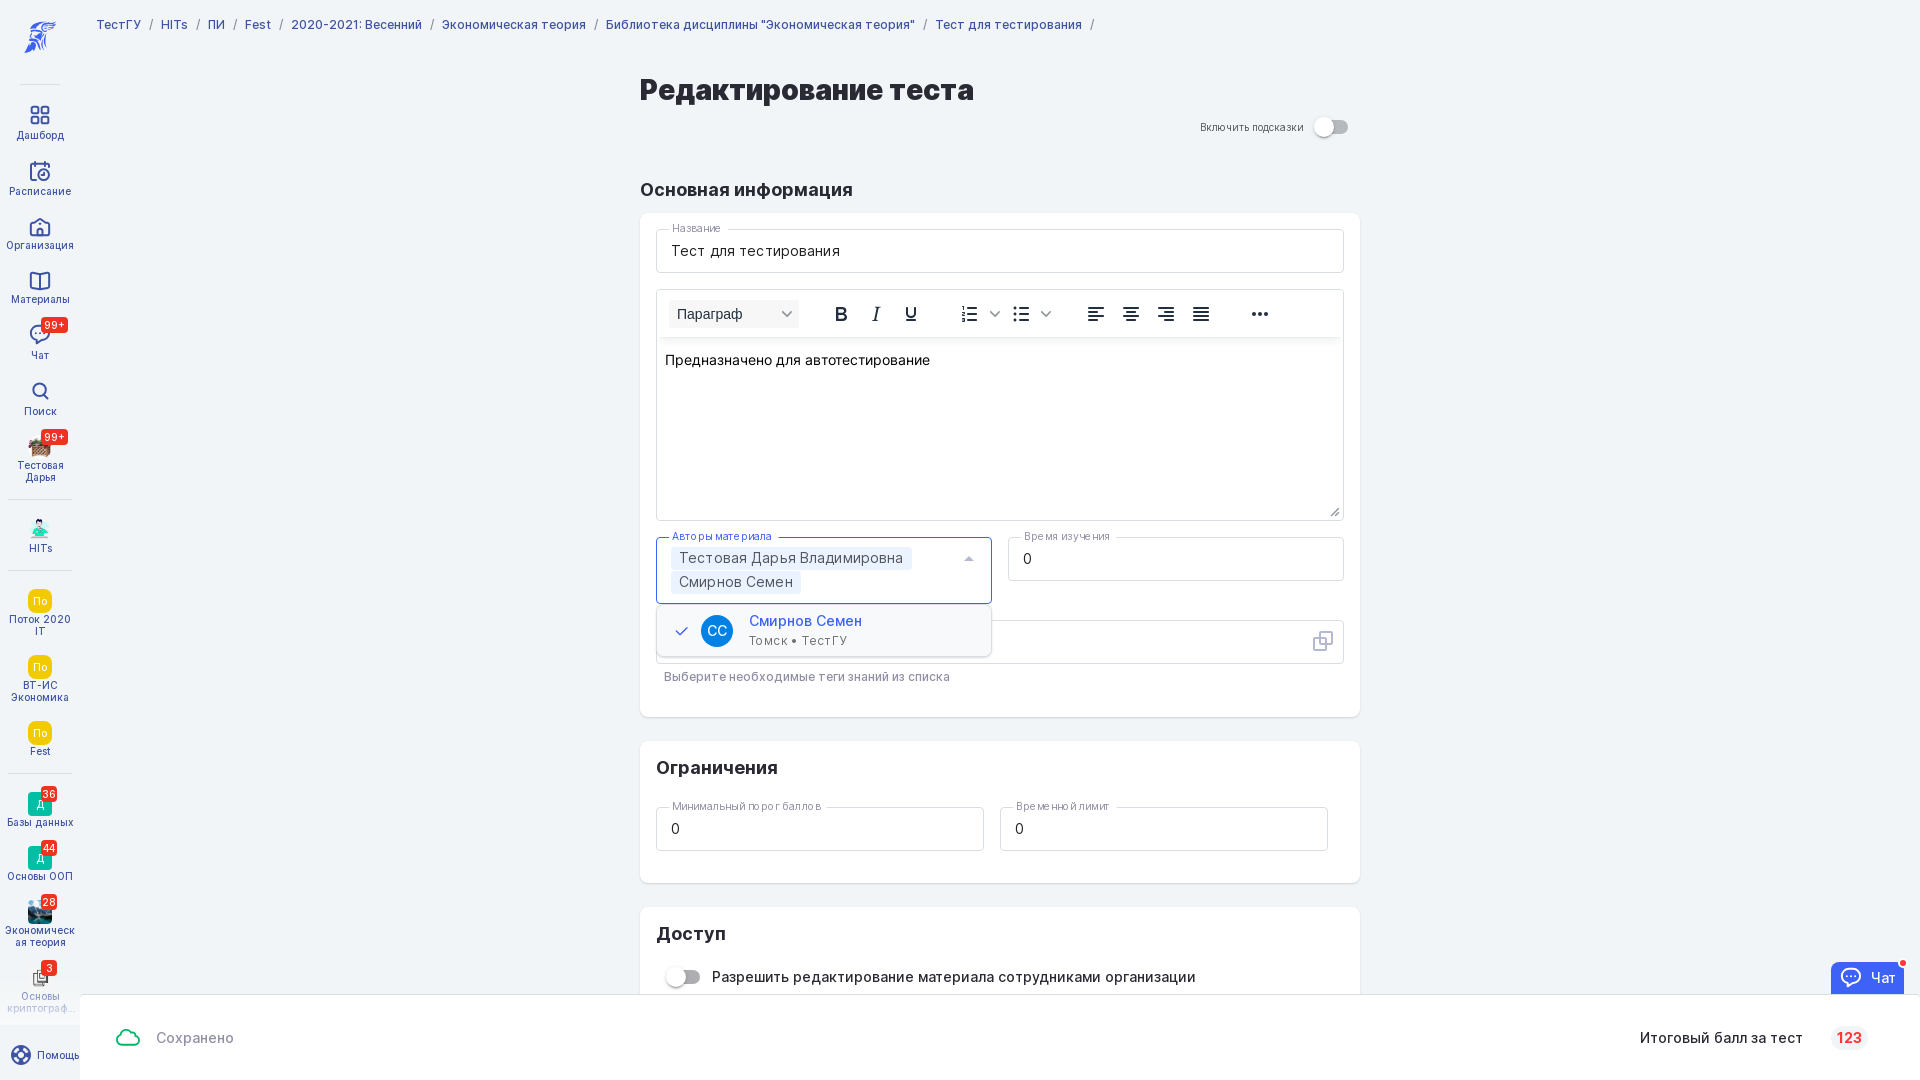 ТестГУ / HITs / ПИ / Fest / 2020-2021: Весенний / Экономическая теория / Библиотека дисциплины "Экономическая теория" / Тест для тестирования /
Дашборд
Расписание
Организация
Материалы
99+
Чат
Поиск
99+
Тестовая
Дарья
HITs
По
Поток 2020
IT
По
ВТ-ИС
Экономика
По
Fest
36
Д
Базы данных
44
Д
Основы ООП
28
Экономическ
ая теория
3
Основы
криптограф...
Помощь
Редактирование теста
Включить подсказки
Основная информация
Название
Тест для тестирования
Параграф
Предназначено для автотестирование
Авторы материала
Тестовая Дарья Владимировна
Смирнов Семен
Время изучения
0
СС
Смирнов Семен
Томск • ТестГУ
Выберите необходимые теги знаний из списка
Ограничения
Минимальный порог баллов
0
Временной лимит
0
Доступ
Разрешить редактирование материала сотрудниками организации
Чат
Сохранено
Итоговый балл за тест 123